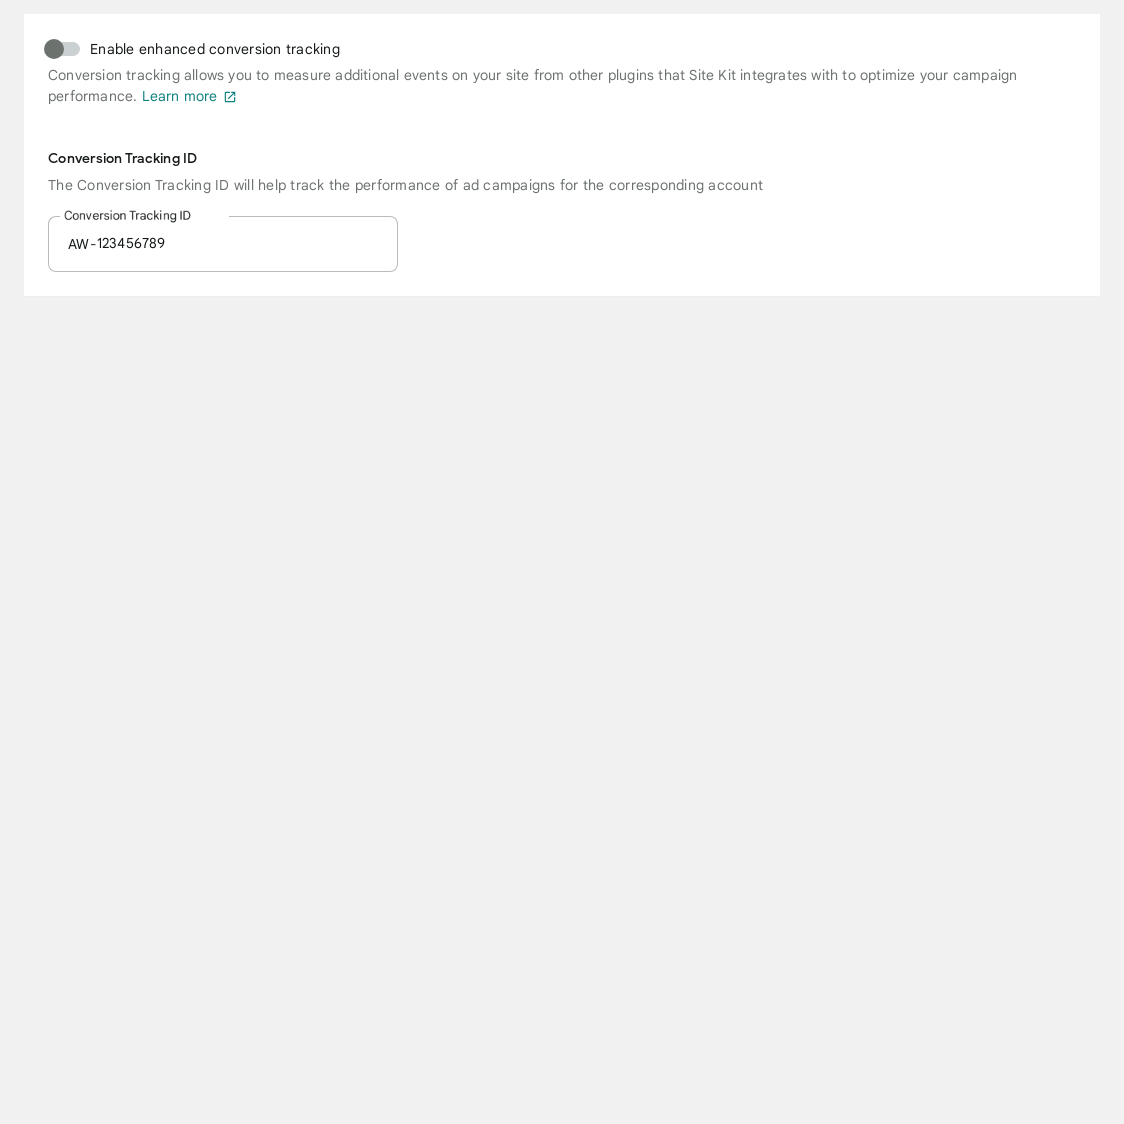 Enable enhanced conversion tracking
Conversion tracking allows you to measure additional events on your site from other plugins that Site Kit integrates with to optimize your campaign
performance. Learn more
Conversion Tracking ID
The Conversion Tracking ID will help track the performance of ad campaigns for the corresponding account
Conversion Tracking ID
AW-123456789